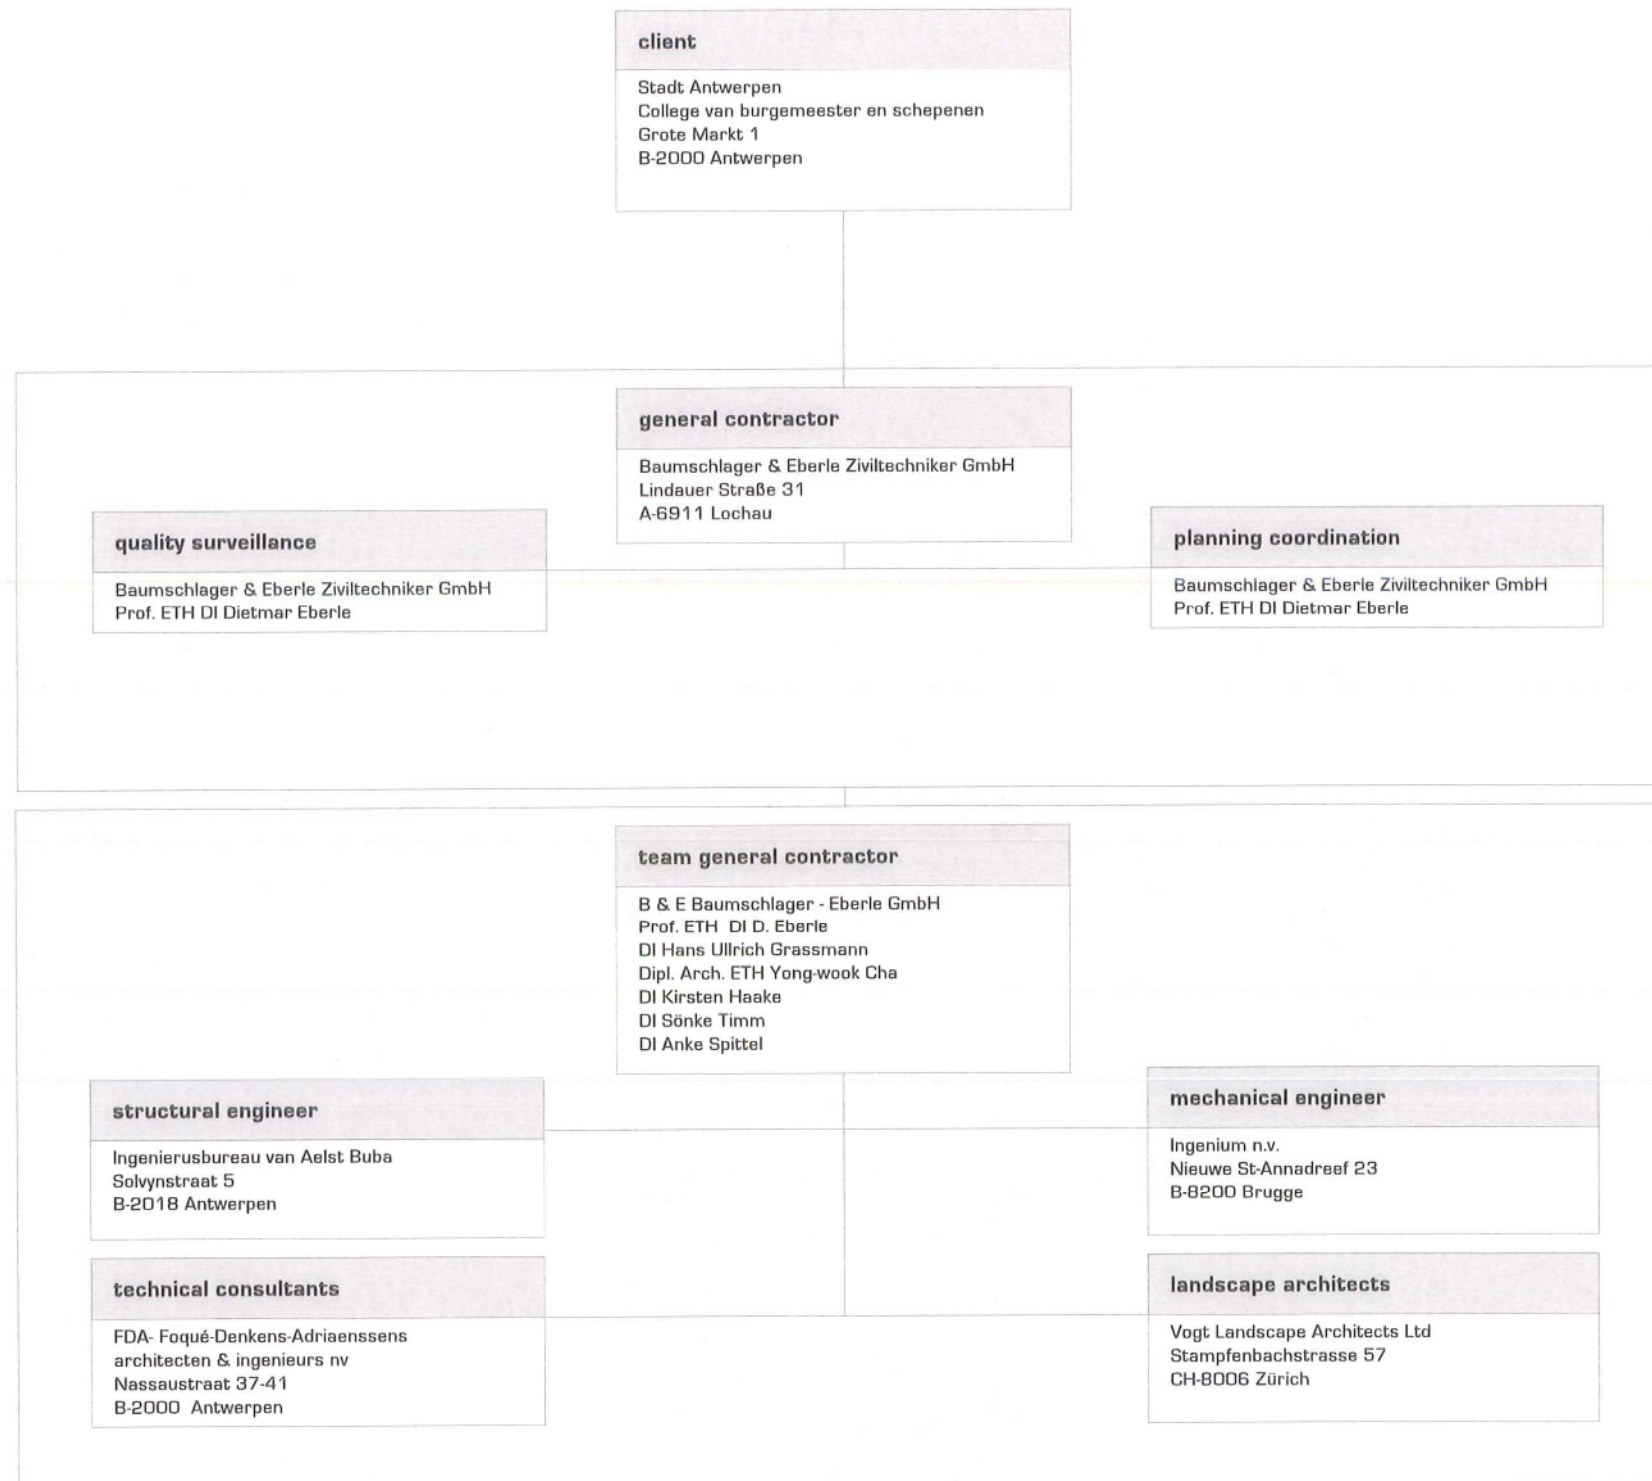 client
Stadt Antwerpen
College van burgemeester en schepenen
Grote Markt 1
B-2000 Antwerpen
general contractor
Baumschlager & Eberle Ziviltechniker GmbH
Lindauer Straße 31
A-6911 Lochau
quality surveillance
Baumschlager & Eberle Ziviltechniker GmbH
Prof. ETH DI Dietmar Eberle
planning coordination
Baumschlager & Eberle Ziviltechniker GmbH
Prof. ETH DI Dietmar Eberle
team general contractor
B & E Baumschlager - Eberle GmbH
Prof. ETH DI D. Eberle
DI Hans Ullrich Grassmann
Dipl. Arch. ETH Yong-wook Cha
DI Kirsten Haake
DI Sönke Timm
DI Anke Spittel
structural engineer
Ingenierusbureau van Aelst Buba
Solvynstraat 5
B-2018 Antwerpen
mechanical engineer
Ingenium n.v.
Nieuwe St-Annadreef 23
B-8200 Brugge
technical consultants
FDA- Foqué-Denkens-Adriaenssens
architecten & ingenieurs nv
Nassaustraat 37-41
B-2000 Antwerpen
landscape architects
Vogt Landscape Architects Ltd
Stampfenbachstrasse 57
CH-8006 Zürich